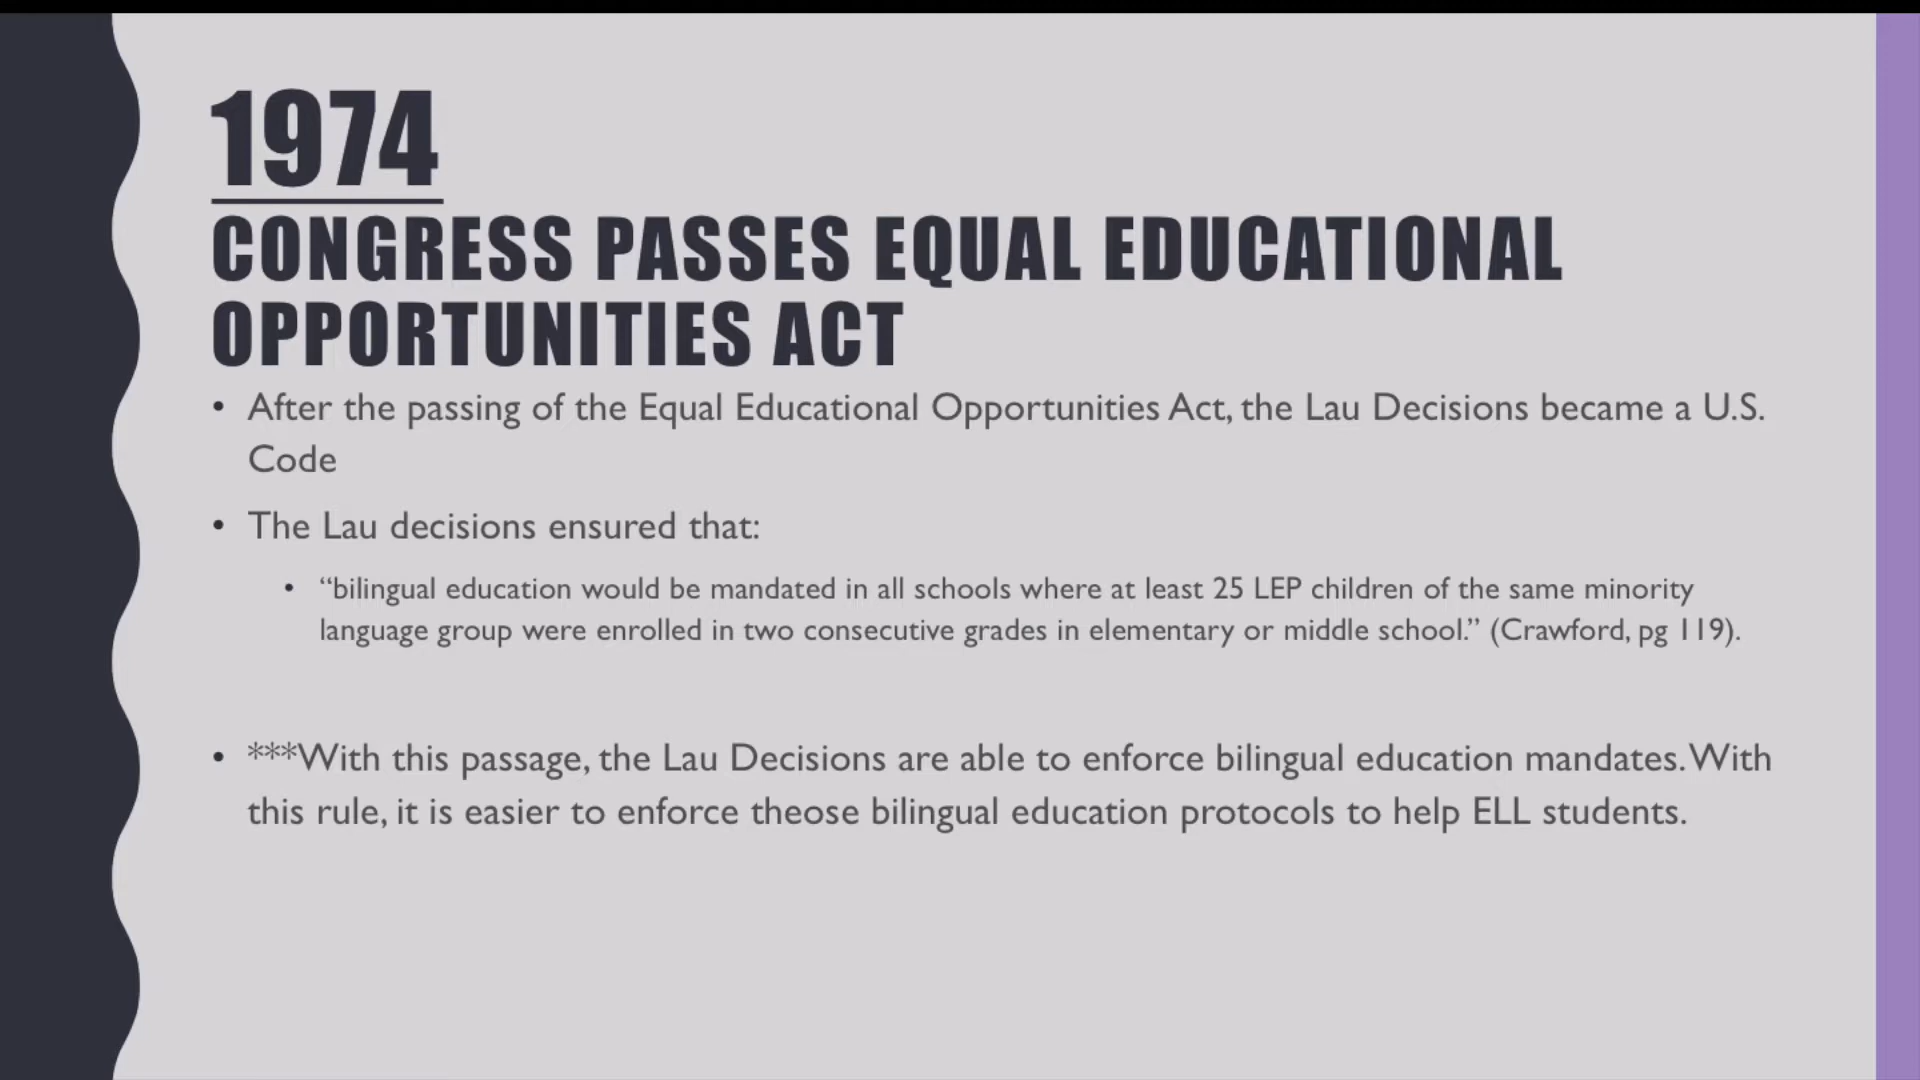 1974
CONGRESS PASSES EQUAL EDUCATIONAL
OPPORTUNITIES ACT
• After the passing of the Equal Educational Opportunities Act, the Lau Decisions became a U.S.
Code
• The Lau decisions ensured that:
• “bilingual education would be mandated in all schools where at least 25 LEP children of the same minority
language group were enrolled in two consecutive grades in elementary or middle school.” (Crawford, pg 119).
• ***With this passage, the Lau Decisions are able to enforce bilingual education mandates. With
this rule, it is easier to enforce theose bilingual education protocols to help ELL students.